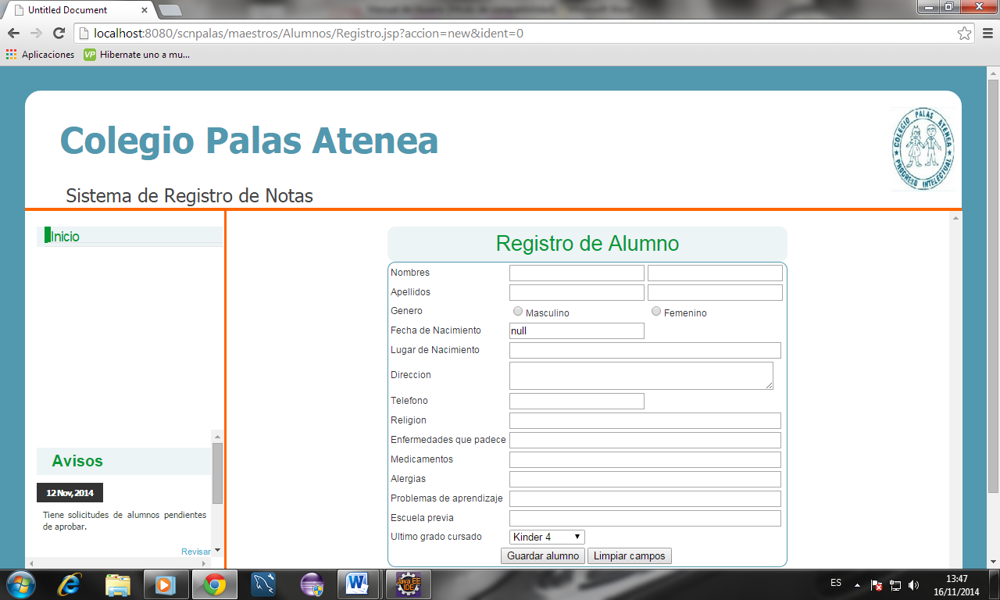 Untitled Document
localhost:8080/scnpalas/maestros/Alumnos/Registro.jsp?accion=new&ident=0
Aplicaciones VP Hibernate uno a mu...
Colegio Palas Atenea
COLEGIO PALAS ATENEA
PROGRESO INTELECTUAL
Sistema de Registro de Notas
Inicio
Registro de Alumno
Nombres
Apellidos
Genero Masculino Femenino
Fecha de Nacimiento null
Lugar de Nacimiento
Direccion
Telefono
Religion
Enfermedades que padece
Medicamentos
Alergias
Problemas de aprendizaje
Escuela previa
Ultimo grado cursado Kinder 4
Guardar alumno Limpiar campos
Avisos
12 Nov, 2014
Tiene solicitudes de alumnos pendientes
de aprobar.
Revisar
Java EE
IDE
ES
13:47
16/11/2014